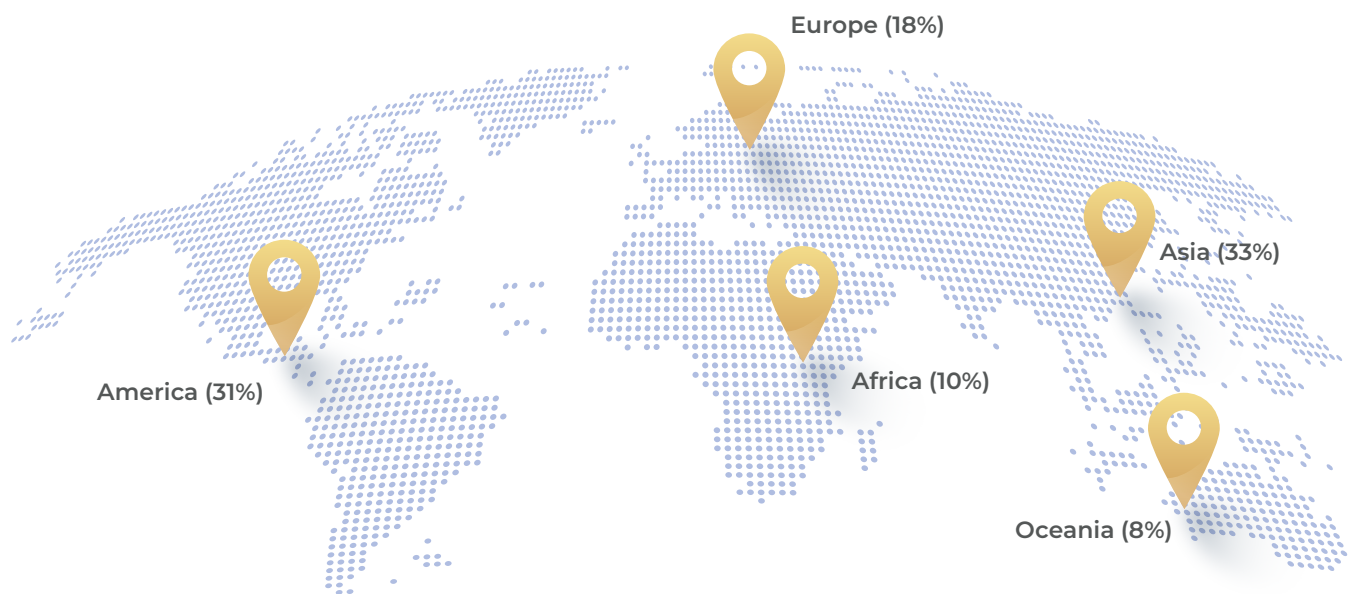 Europe (18%)
Asia (33%)
Africa (10%)
America (31%)
Oceania (8%)